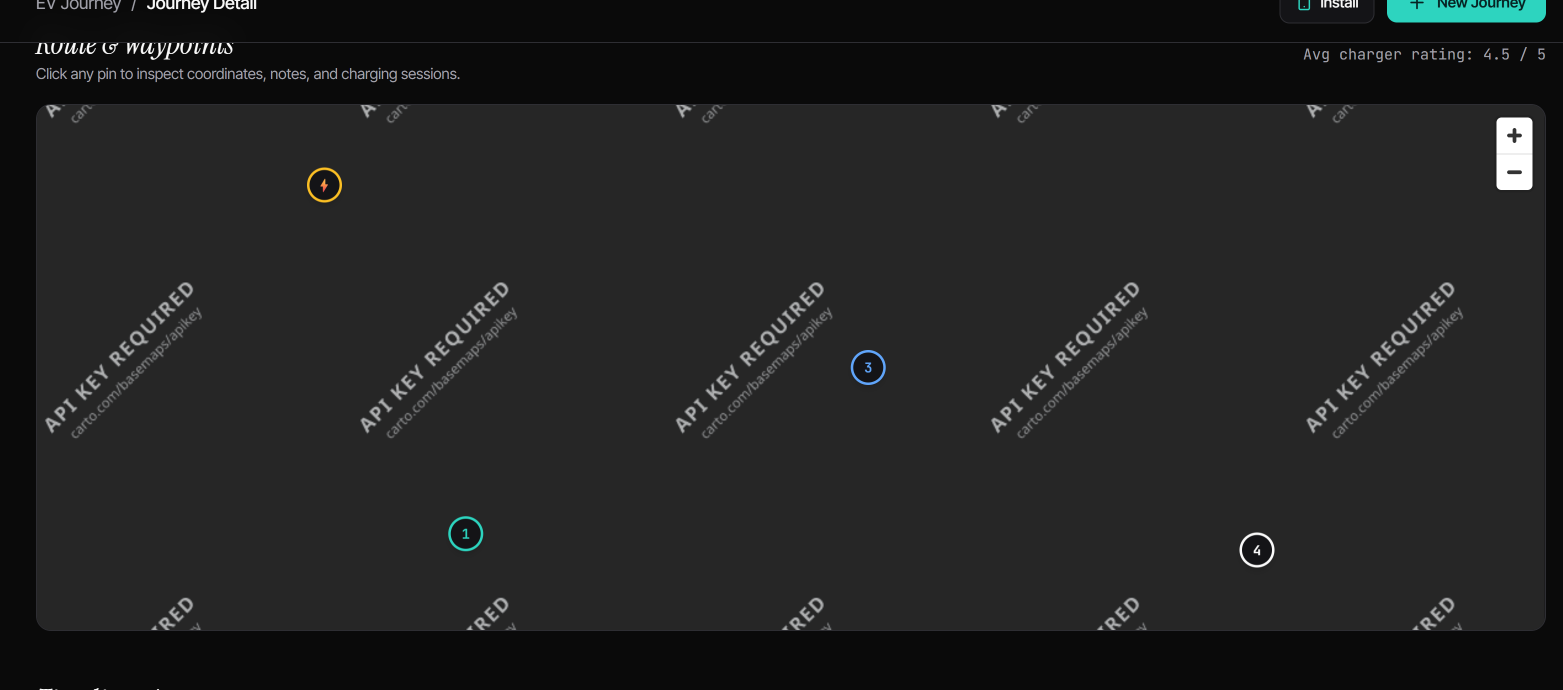 EV Journey / Journey Detail
Install
New Journey
Route & Waypoints
Avg charger rating: 4.5 / 5
Click any pin to inspect coordinates, notes, and charging sessions.
+
−
API KEY REQUIRED
carto.com/basemaps/apikey
API KEY REQUIRED
carto.com/basemaps/apikey
API KEY REQUIRED
carto.com/basemaps/apikey
API KEY REQUIRED
carto.com/basemaps/apikey
API KEY REQUIRED
carto.com/basemaps/apikey
3
1
4